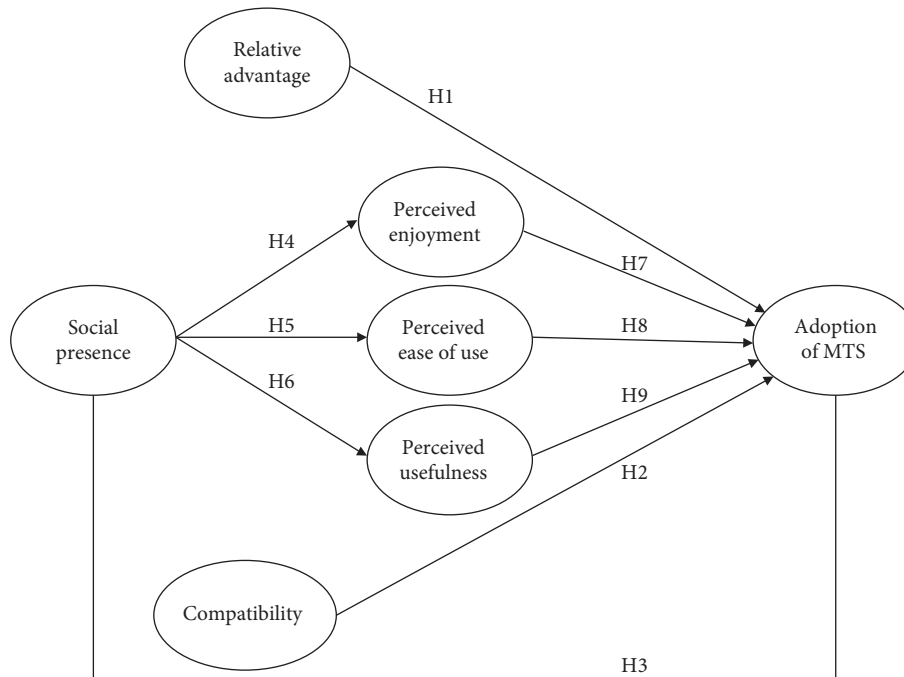 Relative
advantage
H1
Perceived
enjoyment
H4
H7
Social
presence
H5
Perceived
ease of use
H8
Adoption
of MTS
H6
Perceived
usefulness
H9
H2
Compatibility
H3